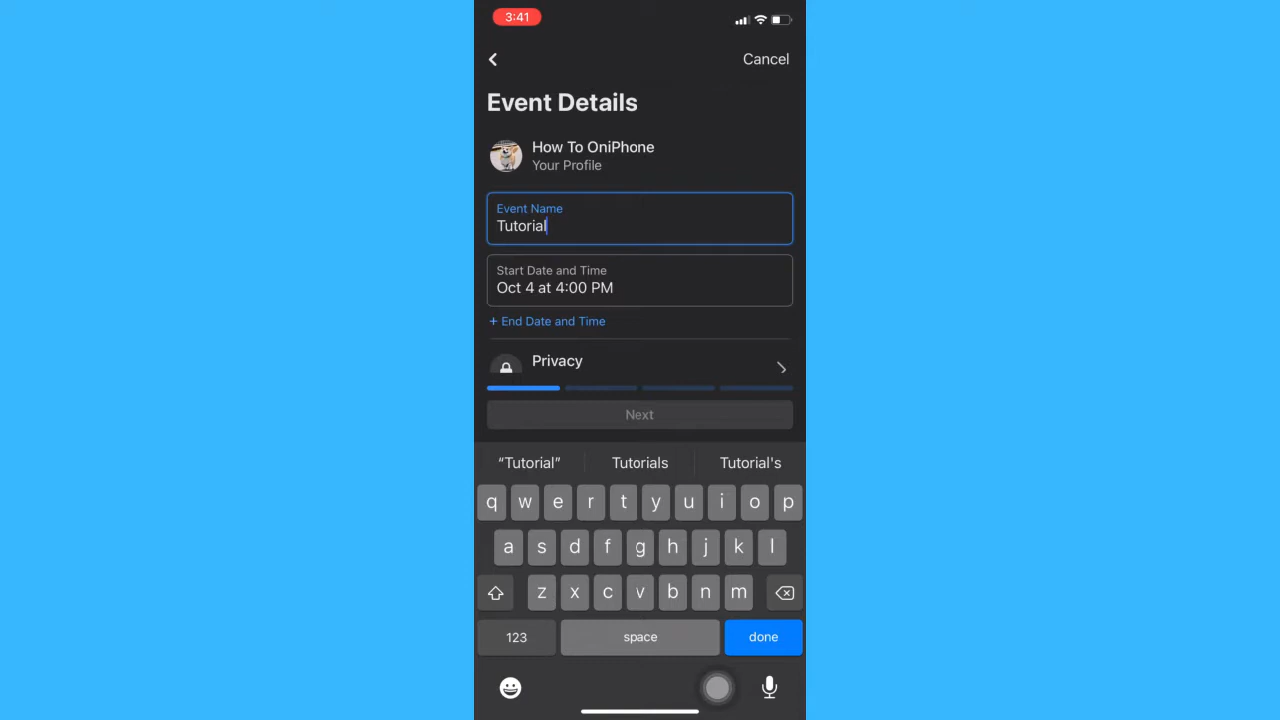 3:41
Cancel
Event Details
How To OniPhone
Your Profile
Event Name
Tutorial
Start Date and Time
Oct 4 at 4:00 PM
+ End Date and Time
Privacy
Next
“Tutorial” Tutorials Tutorial's
q w e r t y u i o p
a s d f g h j k l
z x c v b n m
123 space done